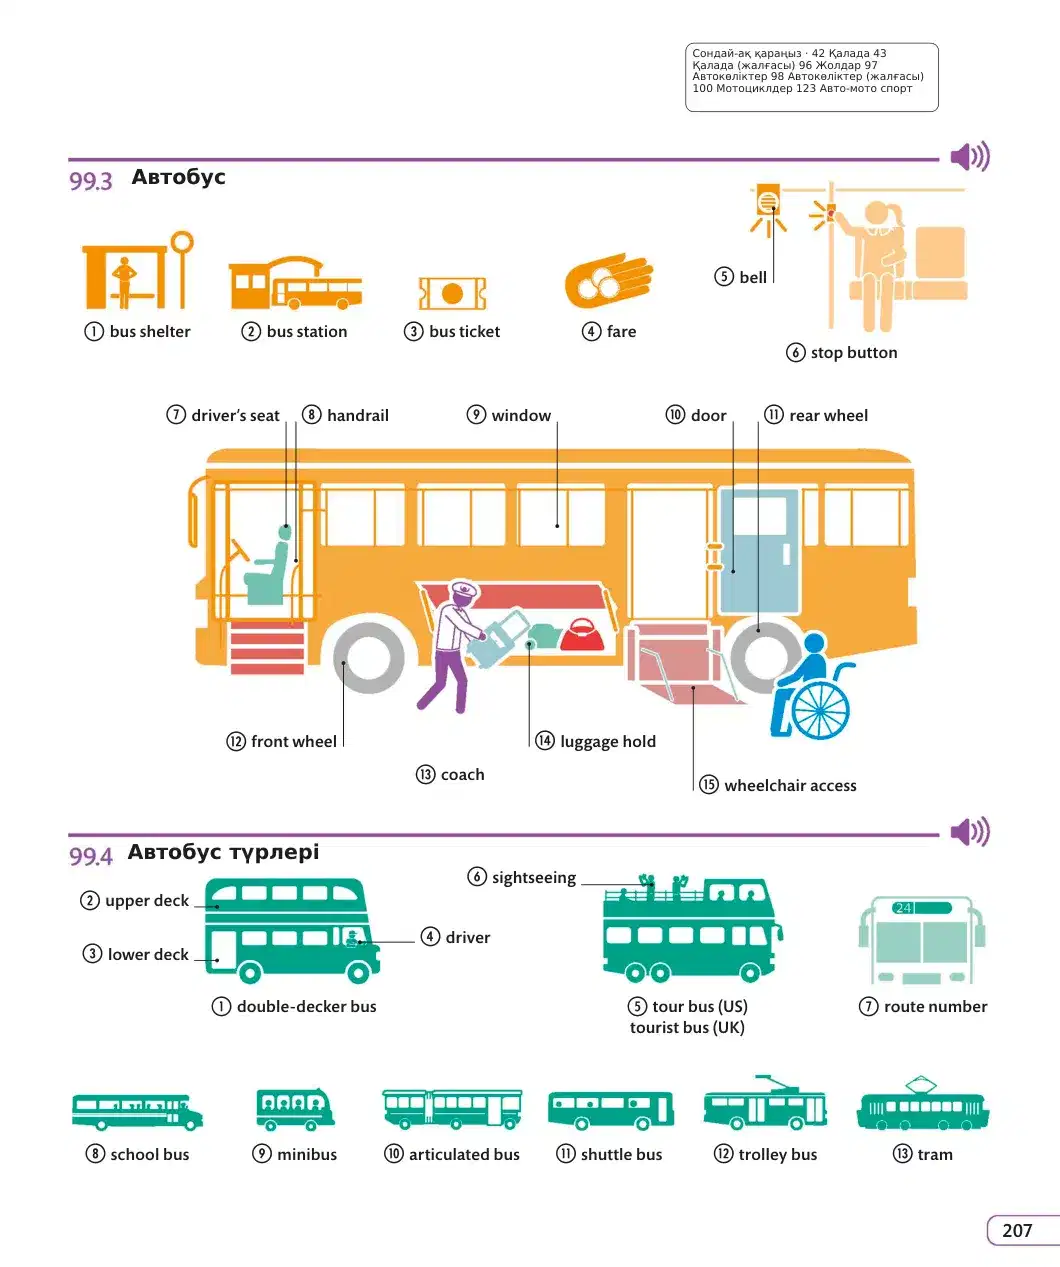 Сондай-ақ қараңыз · 42 Қалада 43
Қалада (жалғасы) 96 Жолдар 97
Автокөліктер 98 Автокөліктер (жалғасы)
100 Мотоциклдер 123 Авто-мото спорт
99.3 Автобус
5 bell
1 bus shelter
2 bus station
3 bus ticket
4 fare
6 stop button
7 driver’s seat
8 handrail
9 window
10 door
11 rear wheel
12 front wheel
14 luggage hold
13 coach
15 wheelchair access
99.4 Автобус түрлері
6 sightseeing
2 upper deck
24
4 driver
3 lower deck
1 double-decker bus
5 tour bus (US)
tourist bus (UK)
7 route number
8 school bus
9 minibus
10 articulated bus
11 shuttle bus
12 trolley bus
13 tram
207